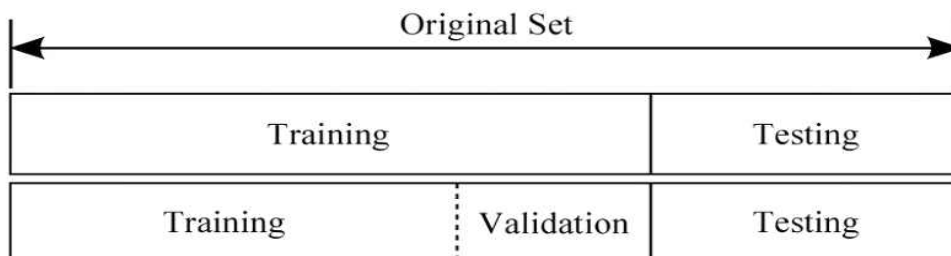 Original Set
Training Testing
Training Validation Testing